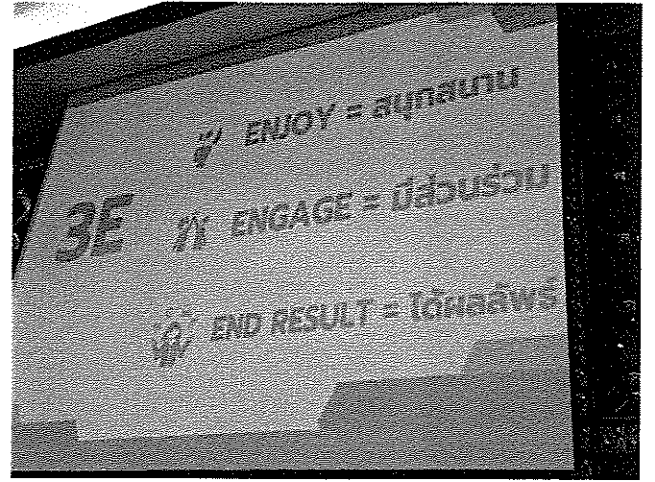 ENJOY = สนุกสนาน
3E
ENGAGE = มีส่วนร่วม
END RESULT = ได้ผลลัพธ์